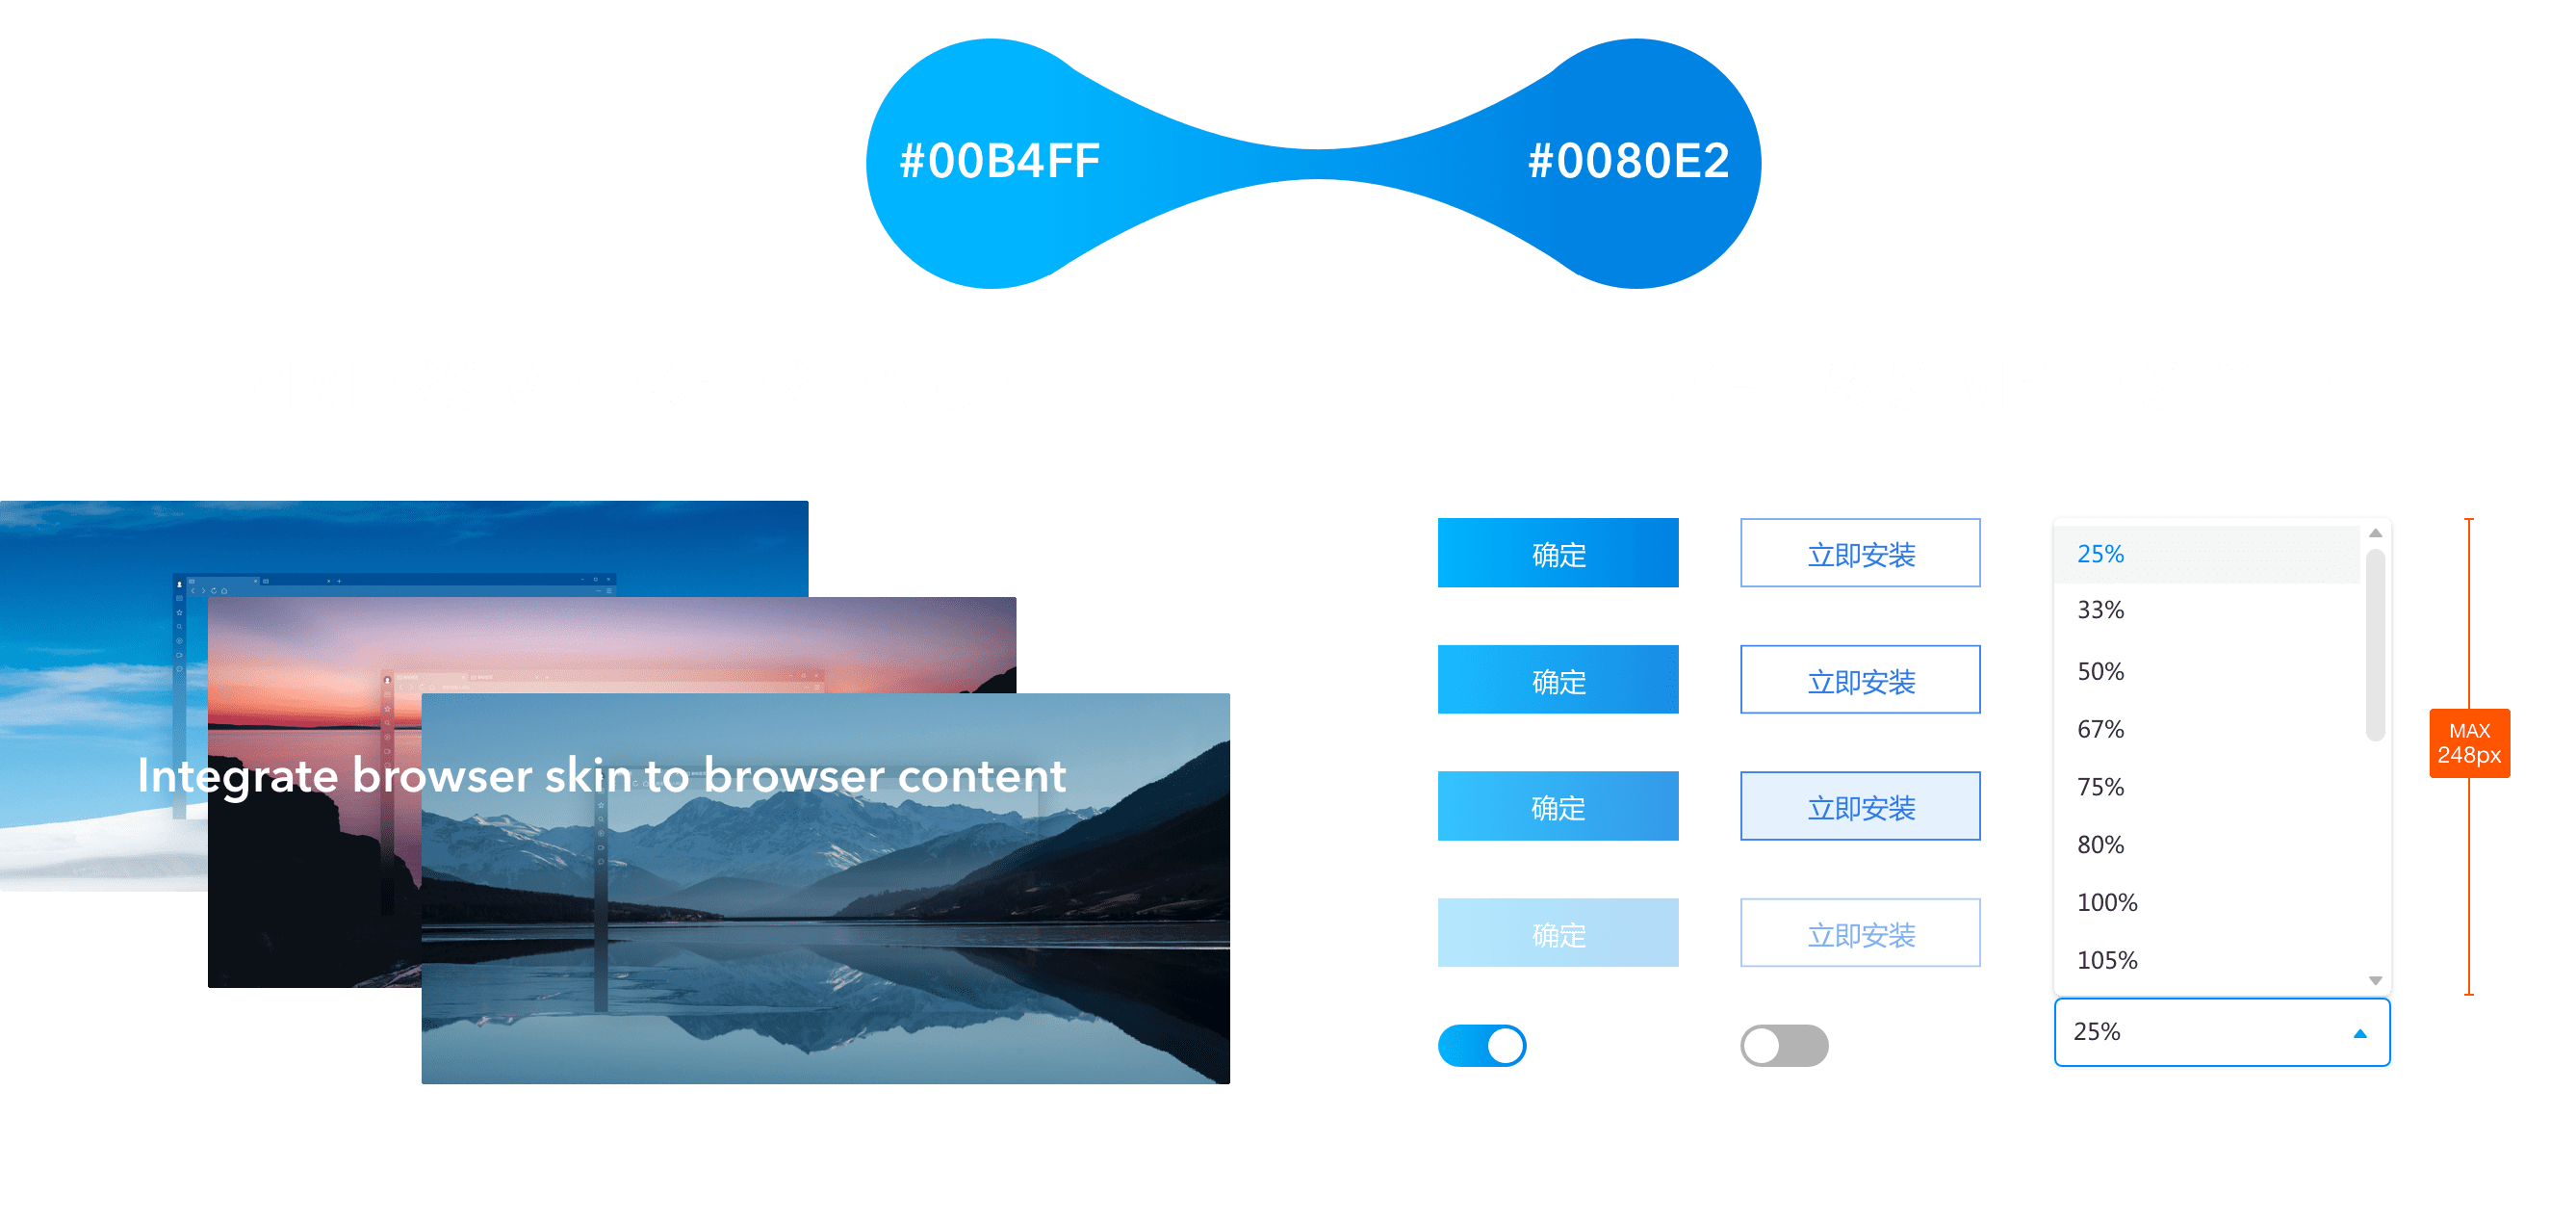 #00B4FF
#0080E2
Integrate browser skin to browser content
确定
立即安装
确定
立即安装
确定
立即安装
确定
立即安装
25%
33%
50%
67%
75%
80%
100%
105%
25%
MAX
248px